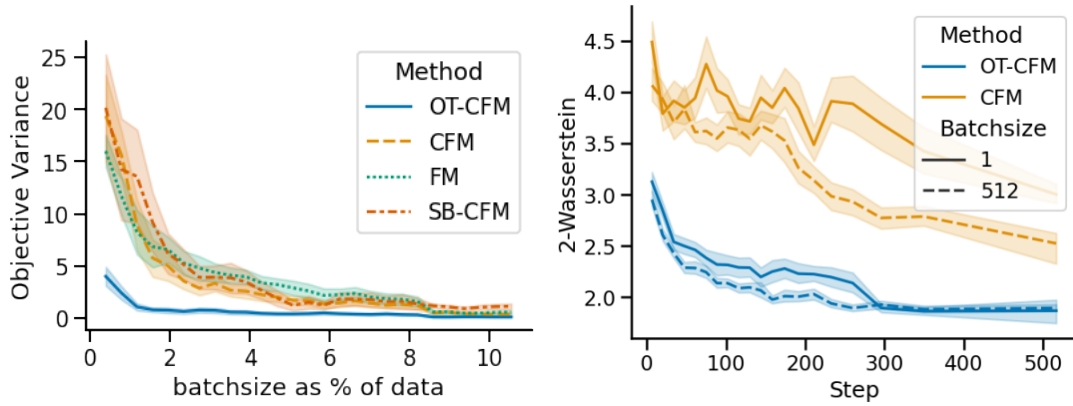 Objective Variance
25
20
15
10
5
0
0
2
4
6
8
10
batchsize as % of data
Method
OT-CFM
CFM
FM
SB-CFM
2-Wasserstein
4.5
4.0
3.5
3.0
2.5
2.0
0
100
200
300
400
500
Step
Method
OT-CFM
CFM
Batchsize
1
512